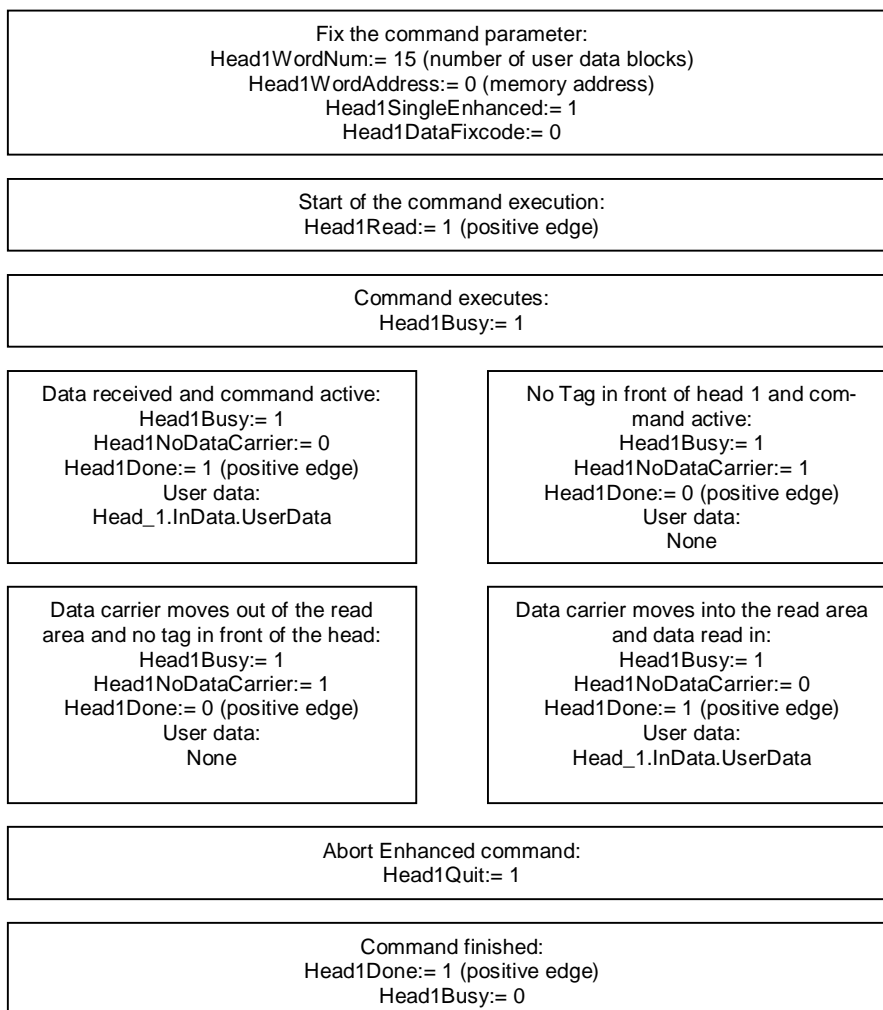 Fix the command parameter:
Head1WordNum:= 15 (number of user data blocks)
Head1WordAddress:= 0 (memory address)
Head1SingleEnhanced:= 1
Head1DataFixcode:= 0
Start of the command execution:
Head1Read:= 1 (positive edge)
Command executes:
Head1Busy:= 1
Data received and command active:
Head1Busy:= 1
Head1NoDataCarrier:= 0
Head1Done:= 1 (positive edge)
User data:
Head_1.InData.UserData
No Tag in front of head 1 and com-
mand active:
Head1Busy:= 1
Head1NoDataCarrier:= 1
Head1Done:= 0 (positive edge)
User data:
None
Data carrier moves out of the read
area and no tag in front of the head:
Head1Busy:= 1
Head1NoDataCarrier:= 1
Head1Done:= 0 (positive edge)
User data:
None
Data carrier moves into the read area
and data read in:
Head1Busy:= 1
Head1NoDataCarrier:= 0
Head1Done:= 1 (positive edge)
User data:
Head_1.InData.UserData
Abort Enhanced command:
Head1Quit:= 1
Command finished:
Head1Done:= 1 (positive edge)
Head1Busy:= 0